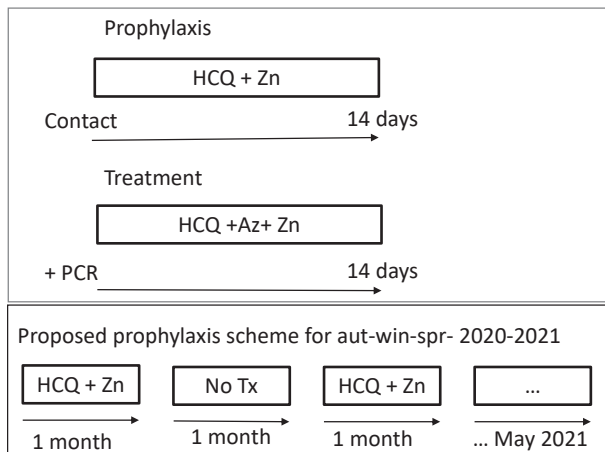 Prophylaxis
HCQ + Zn
Contact 14 days
Treatment
HCQ +Az+ Zn
+ PCR 14 days
Proposed prophylaxis scheme for aut-win-spr- 2020-2021
HCQ + Zn No Tx HCQ + Zn ...
1 month 1 month 1 month ... May 2021